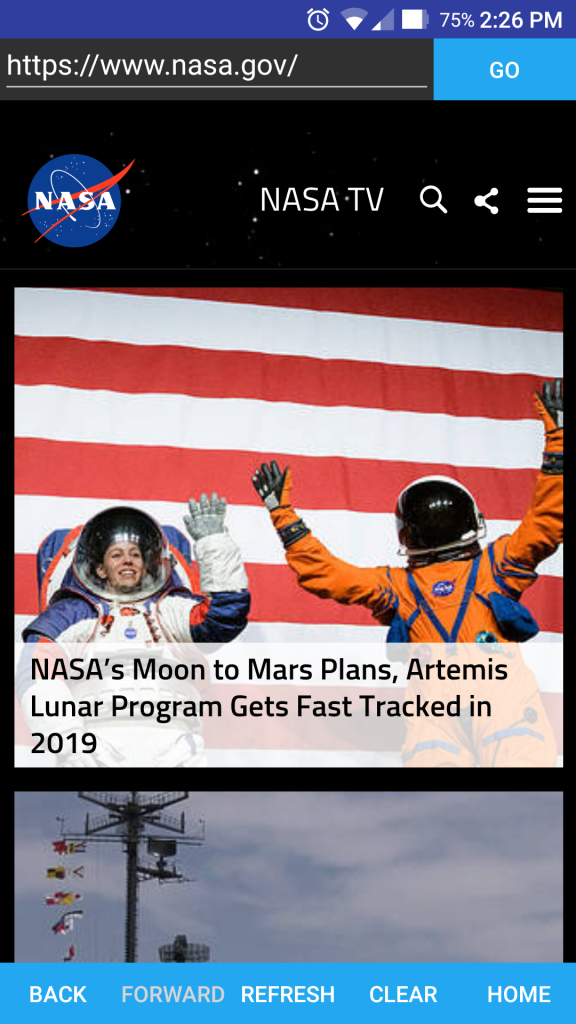 75% 2:26 PM
https://www.nasa.gov/ GO
NASA NASA TV
NASA's Moon to Mars Plans, Artemis
Lunar Program Gets Fast Tracked in
2019
BACK FORWARD REFRESH CLEAR HOME